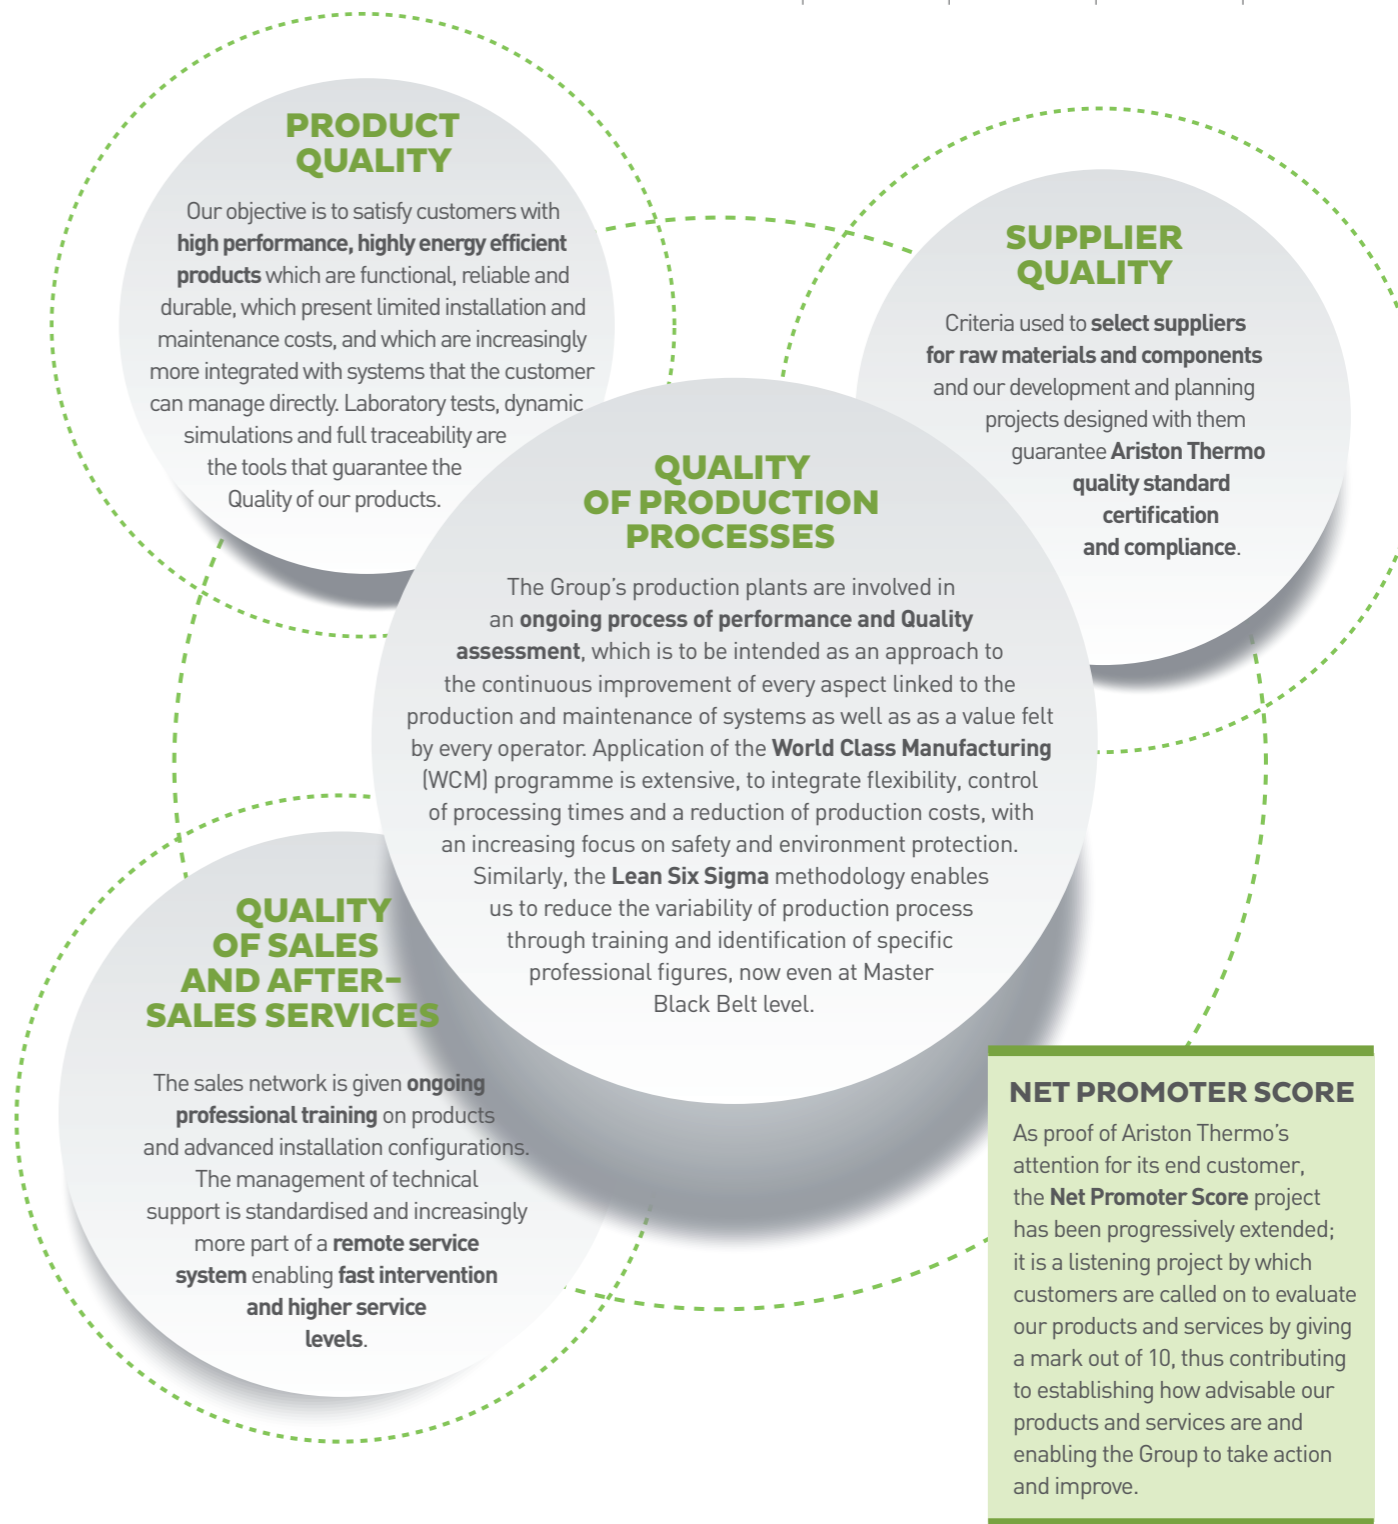 PRODUCT
QUALITY
Our objective is to satisfy customers with
high performance, highly energy efficient
products which are functional, reliable and
durable, which present limited installation and
maintenance costs, and which are increasingly
more integrated with systems that the customer
can manage directly. Laboratory tests, dynamic
simulations and full traceability are
the tools that guarantee the
Quality of our products.
SUPPLIER
QUALITY
Criteria used to select suppliers
for raw materials and components
and our development and planning
projects designed with them
guarantee Ariston Thermo
quality standard
certification
and compliance.
QUALITY
OF PRODUCTION
PROCESSES
The Group's production plants are involved in
an ongoing process of performance and Quality
assessment, which is to be intended as an approach to
the continuous improvement of every aspect linked to the
production and maintenance of systems as well as as a value felt
by every operator. Application of the World Class Manufacturing
(WCM) programme is extensive, to integrate flexibility, control
of processing times and a reduction of production costs, with
an increasing focus on safety and environment protection.
Similarly, the Lean Six Sigma methodology enables
us to reduce the variability of production process
through training and identification of specific
professional figures, now even at Master
Black Belt level.
QUALITY
OF SALES
AND AFTER-
SALES SERVICES
The sales network is given ongoing
professional training on products
and advanced installation configurations.
The management of technical
support is standardised and increasingly
more part of a remote service
system enabling fast intervention
and higher service
levels.
NET PROMOTER SCORE
As proof of Ariston Thermo's
attention for its end customer,
the Net Promoter Score project
has been progressively extended;
it is a listening project by which
customers are called on to evaluate
our products and services by giving
a mark out of 10, thus contributing
to establishing how advisable our
products and services are and
enabling the Group to take action
and improve.